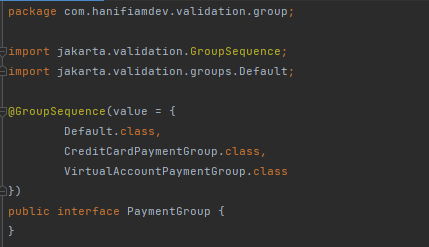 package com.hanifiamdev.validation.group;
import jakarta.validation.GroupSequence;
import jakarta.validation.groups.Default;
@GroupSequence(value = {
Default.class,
CreditCardPaymentGroup.class,
VirtualAccountPaymentGroup.class
})
public interface PaymentGroup {
}